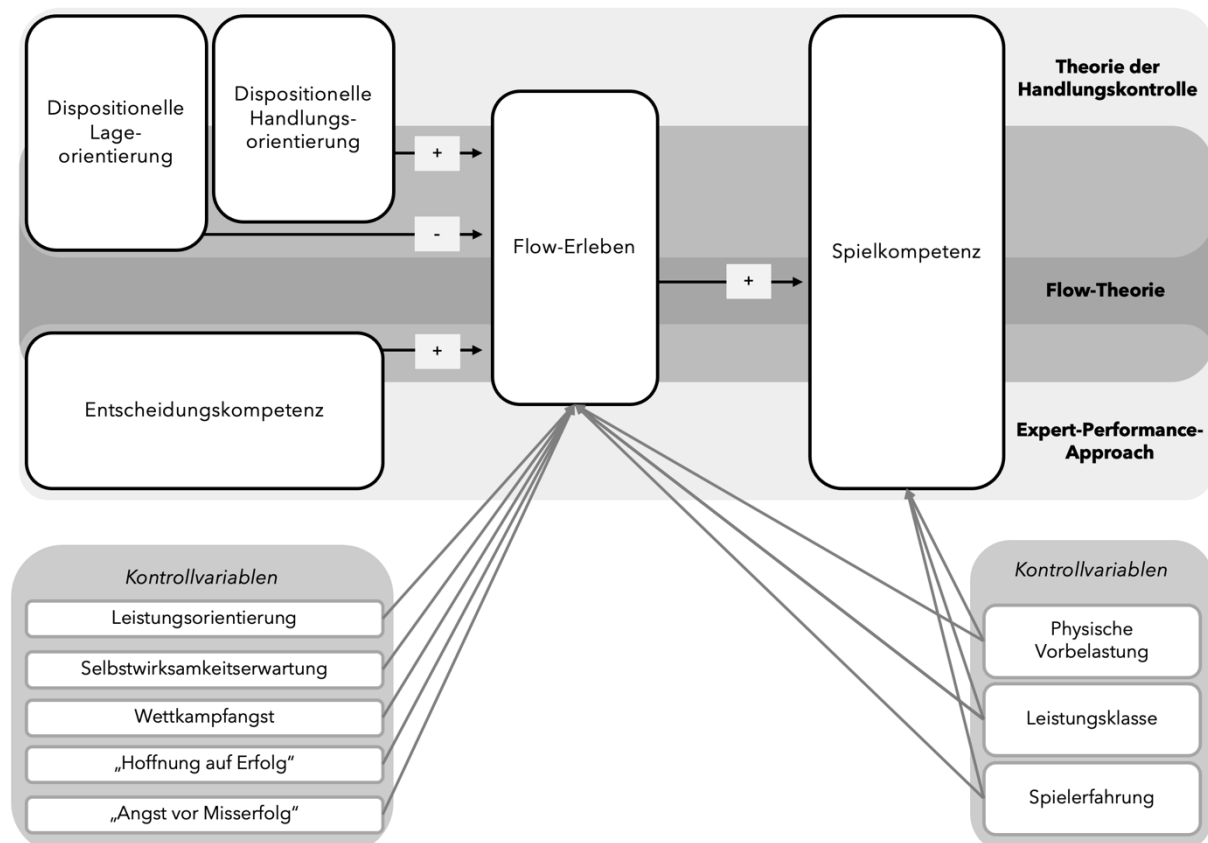 Dispositionelle
Lage-
orientierung
Dispositionelle
Handlungs-
orientierung
+
-
+
Entscheidungskompetenz
Flow-Erleben
+
Spielkompetenz
Theorie der
Handlungskontrolle
Flow-Theorie
Expert-Performance-
Approach
Kontrollvariablen
Leistungsorientierung
Selbstwirksamkeitserwartung
Wettkampfangst
„Hoffnung auf Erfolg“
„Angst vor Misserfolg“
Kontrollvariablen
Physische
Vorbelastung
Leistungsklasse
Spielerfahrung